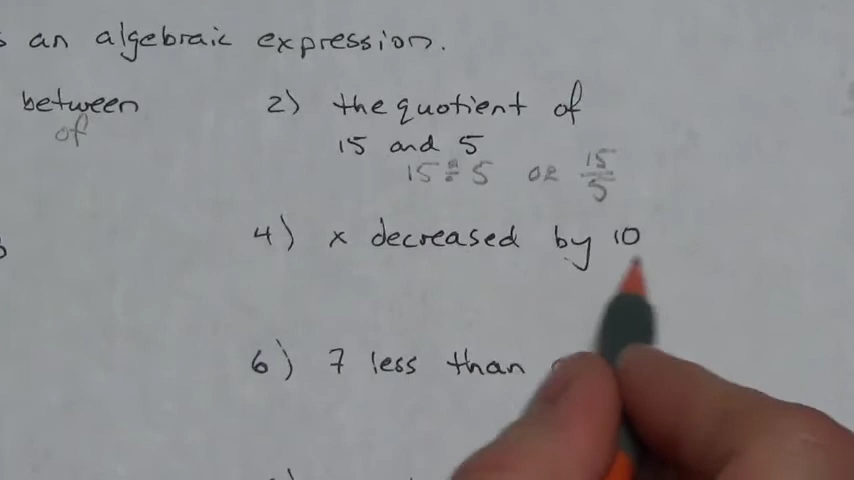 an algebraic expression.
between
of
2) the quotient of
15 and 5
15 ÷ 5 or 15/5
4) x decreased by 10
6) 7 less than